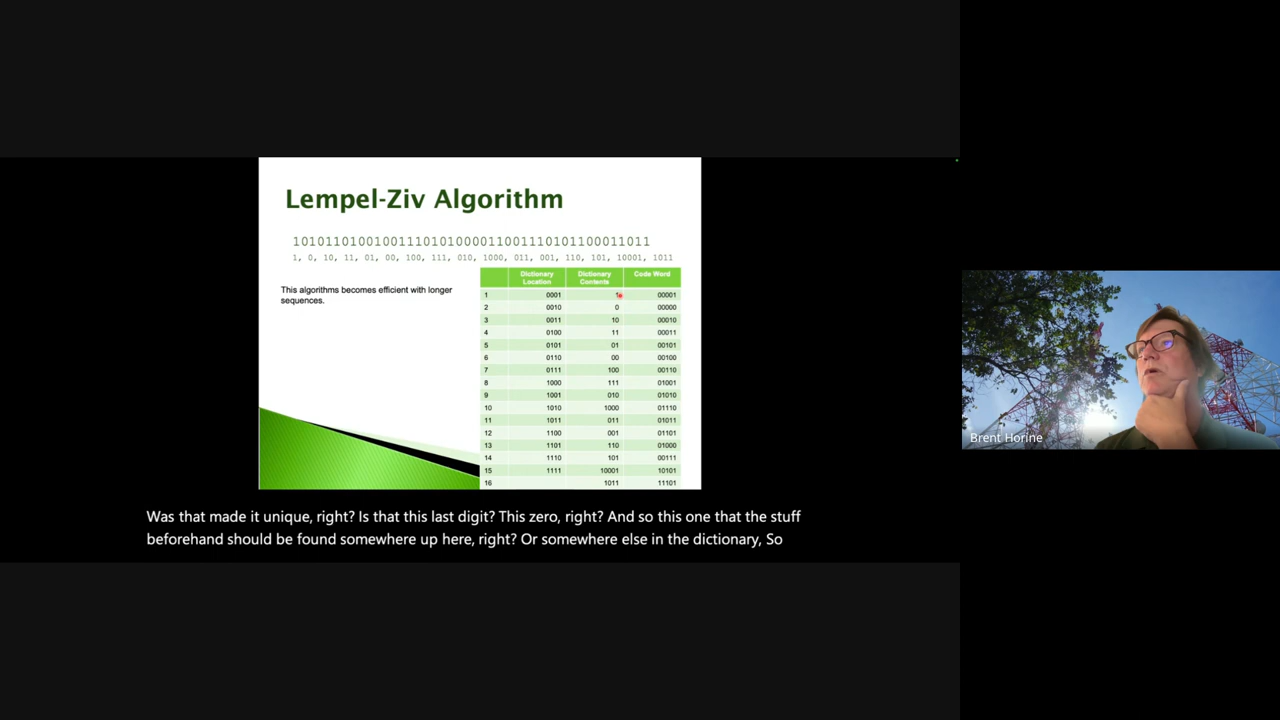 Lempel-Ziv Algorithm
101011010010011101010000110011101011000110​11
1, 0, 10, 11, 01, 00, 100, 111, 010, 1000, 011, 001, 110, 101, 10001, 1011
This algorithms becomes efficient with longer
sequences.
Dictionary Location Dictionary Contents Code Word
1 0001 1 00001
2 0010 0 00000
3 0011 10 00010
4 0100 11 00011
5 0101 01 00101
6 0110 00 00100
7 0111 100 00110
8 1000 111 01001
9 1001 010 01010
10 1010 1000 01110
11 1011 011 01011
12 1100 001 01101
13 1101 110 01000
14 1110 101 00111
15 1111 10001 10101
16 1011 11101
Brent Horine
Was that made it unique, right? Is that this last digit? This zero, right? And so this one that the stuff
beforehand should be found somewhere up here, right? Or somewhere else in the dictionary, So